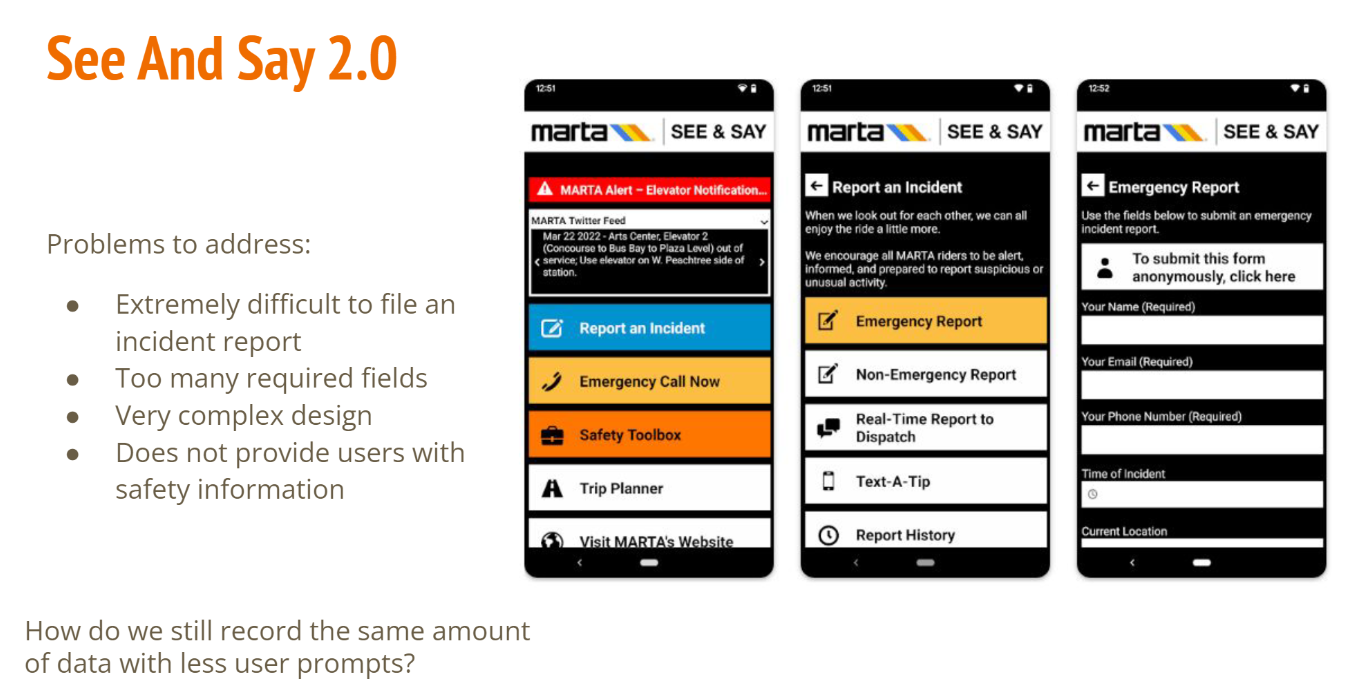 See And Say 2.0
Problems to address:
● Extremely difficult to file an
incident report
● Too many required fields
● Very complex design
● Does not provide users with
safety information
How do we still record the same amount
of data with less user prompts?
12:51
marta SEE & SAY
MARTA Alert – Elevator Notification...
MARTA Twitter Feed
Mar 22 2022 - Arts Center, Elevator 2
(Concourse to Bus Bay to Plaza Level) out of
service; Use elevator on W. Peachtree side of
station.
Report an Incident
Emergency Call Now
Safety Toolbox
Trip Planner
Visit MARTA's Website
12:51
marta SEE & SAY
Report an Incident
When we look out for each other, we can all
enjoy the ride a little more.
We encourage all MARTA riders to be alert,
informed, and prepared to report suspicious or
unusual activity.
Emergency Report
Non-Emergency Report
Real-Time Report to
Dispatch
Text-A-Tip
Report History
12:52
marta SEE & SAY
Emergency Report
Use the fields below to submit an emergency
incident report.
To submit this form
anonymously, click here
Your Name (Required)
Your Email (Required)
Your Phone Number (Required)
Time of Incident
Current Location